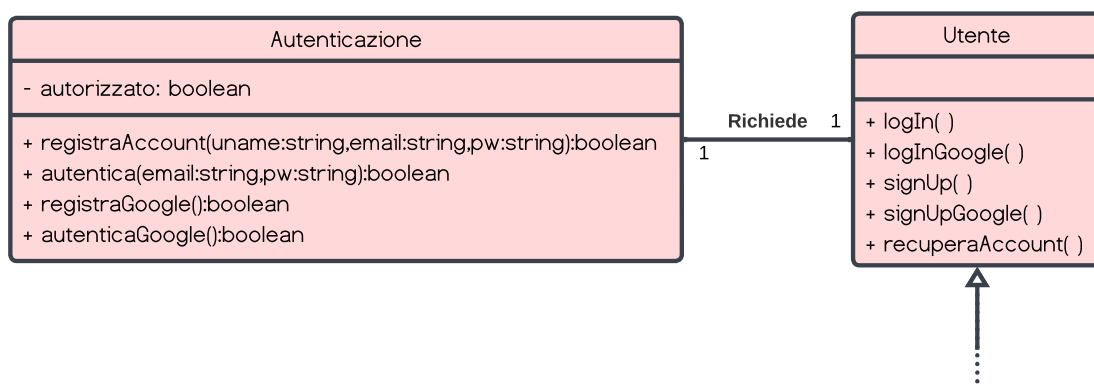 Autenticazione
- autorizzato: boolean
+ registraAccount(uname:string,email:string,pw:string):boolean
+ autentica(email:string,pw:string):boolean
+ registraGoogle():boolean
+ autenticaGoogle():boolean
Richiede 1
1
Utente
+ logIn( )
+ logInGoogle( )
+ signUp( )
+ signUpGoogle( )
+ recuperaAccount( )